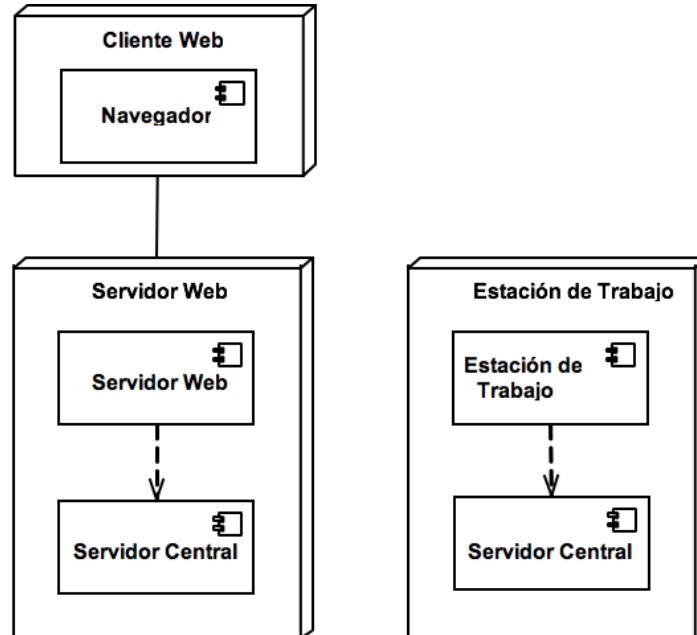 Cliente Web
Navegador
Servidor Web
Servidor Web
Servidor Central
Estación de Trabajo
Estación de
Trabajo
Servidor Central